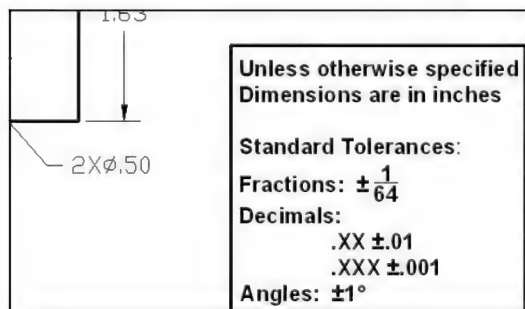 1.63
2X⌀.50
Unless otherwise specified
Dimensions are in inches
Standard Tolerances:
Fractions: ± 1/64
Decimals:
.XX ±.01
.XXX ±.001
Angles: ±1°